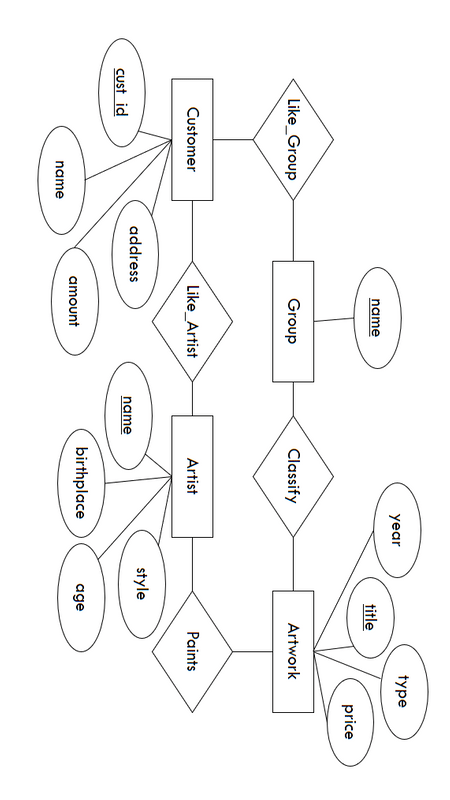 type
year
name
title
price
Like_Group
Group
Classify
Artwork
Customer
Like_Artist
Artist
Paints
cust_id
address
name
style
name
amount
birthplace
age